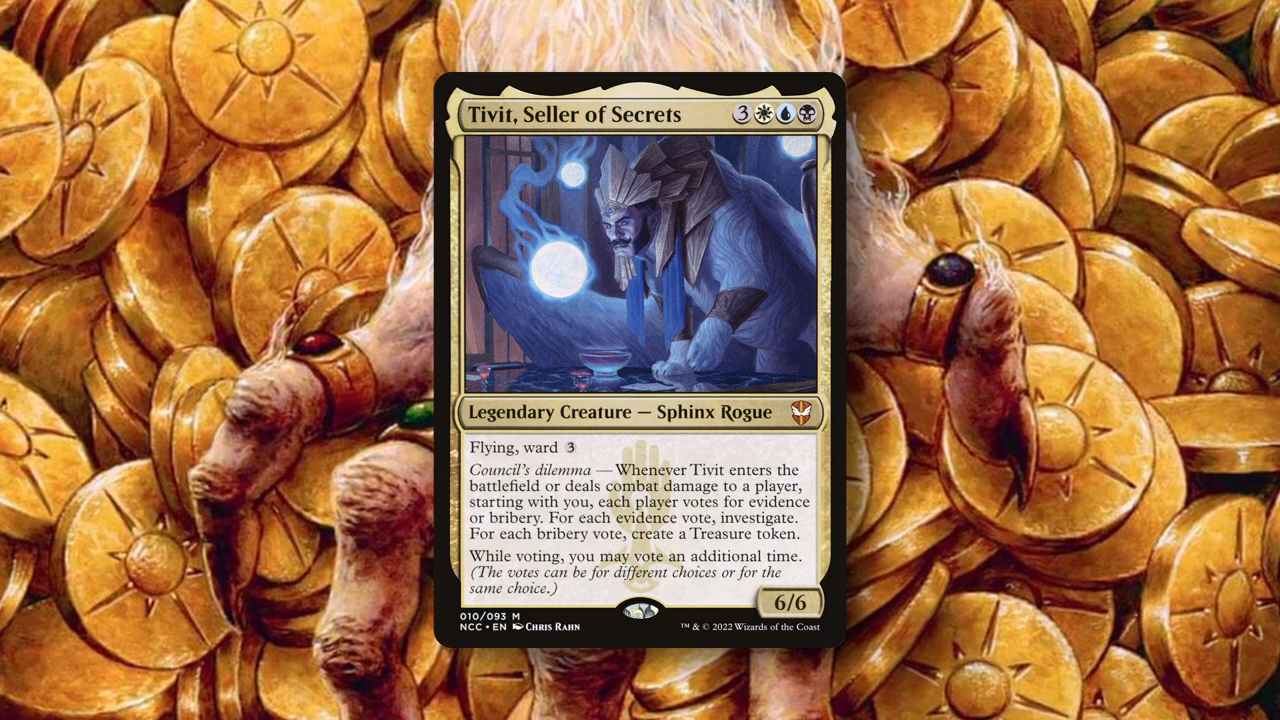 Tivit, Seller of Secrets 3
Legendary Creature — Sphinx Rogue
Flying, ward 3
Council's dilemma — Whenever Tivit enters the
battlefield or deals combat damage to a player,
starting with you, each player votes for evidence
or bribery. For each evidence vote, investigate.
For each bribery vote, create a Treasure token.
While voting, you may vote an additional time.
(The votes can be for different choices or for the
same choice.)
6/6
010/093 M
NCC • EN Chris Rahn
™ & © 2022 Wizards of the Coast